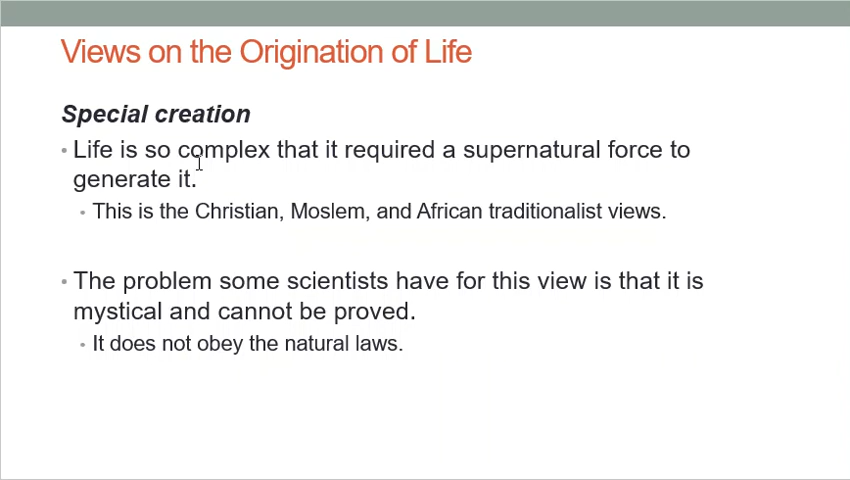 Views on the Origination of Life
Special creation
• Life is so complex that it required a supernatural force to
generate it.
• This is the Christian, Moslem, and African traditionalist views.
• The problem some scientists have for this view is that it is
mystical and cannot be proved.
• It does not obey the natural laws.